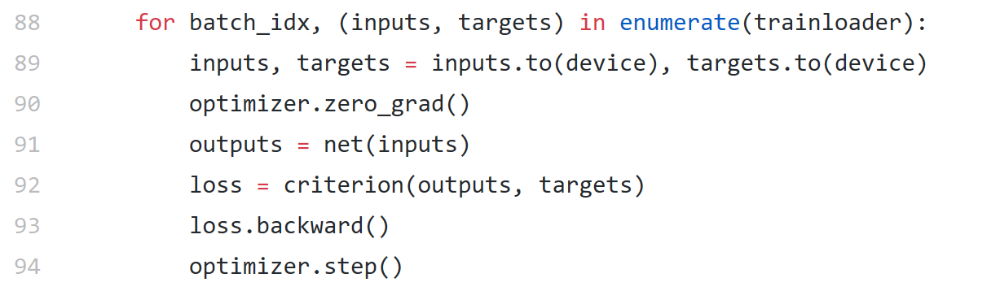 88 for batch_idx, (inputs, targets) in enumerate(trainloader):
89 inputs, targets = inputs.to(device), targets.to(device)
90 optimizer.zero_grad()
91 outputs = net(inputs)
92 loss = criterion(outputs, targets)
93 loss.backward()
94 optimizer.step()